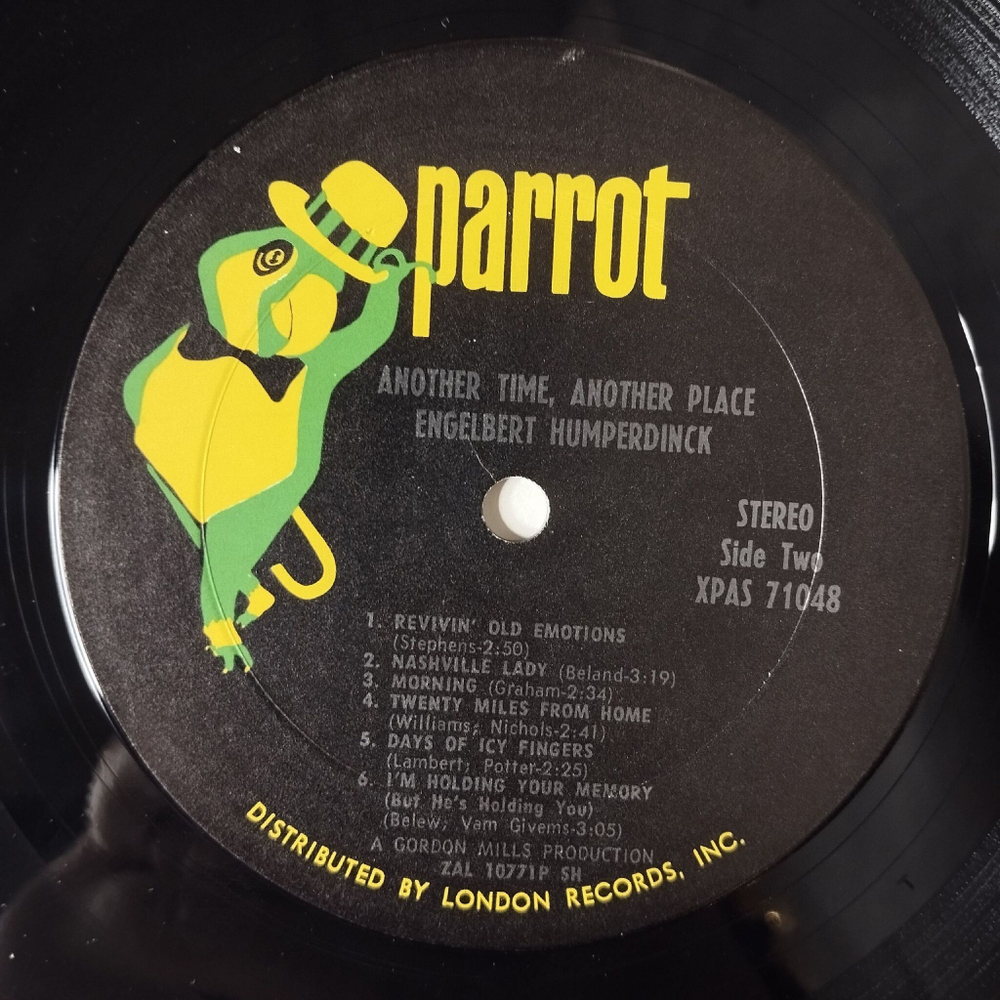 parrot
ANOTHER TIME, ANOTHER PLACE
ENGELBERT HUMPERDINCK
STEREO
Side Two
XPAS 71048
1. REVIVIN' OLD EMOTIONS
(Stephens-2:50)
2. NASHVILLE LADY (Beland-3:19)
3. MORNING (Graham-2:34)
4. TWENTY MILES FROM HOME
(Williams; Nichols-2:41)
5. DAYS OF ICY FINGERS
(Lambert; Potter-2:25)
6. I'M HOLDING YOUR MEMORY
(But He's Holding You)
(Belew; Vam Givems-3:05)
A GORDON MILLS PRODUCTION
ZAL 10771P SH
DISTRIBUTED BY LONDON RECORDS, INC.